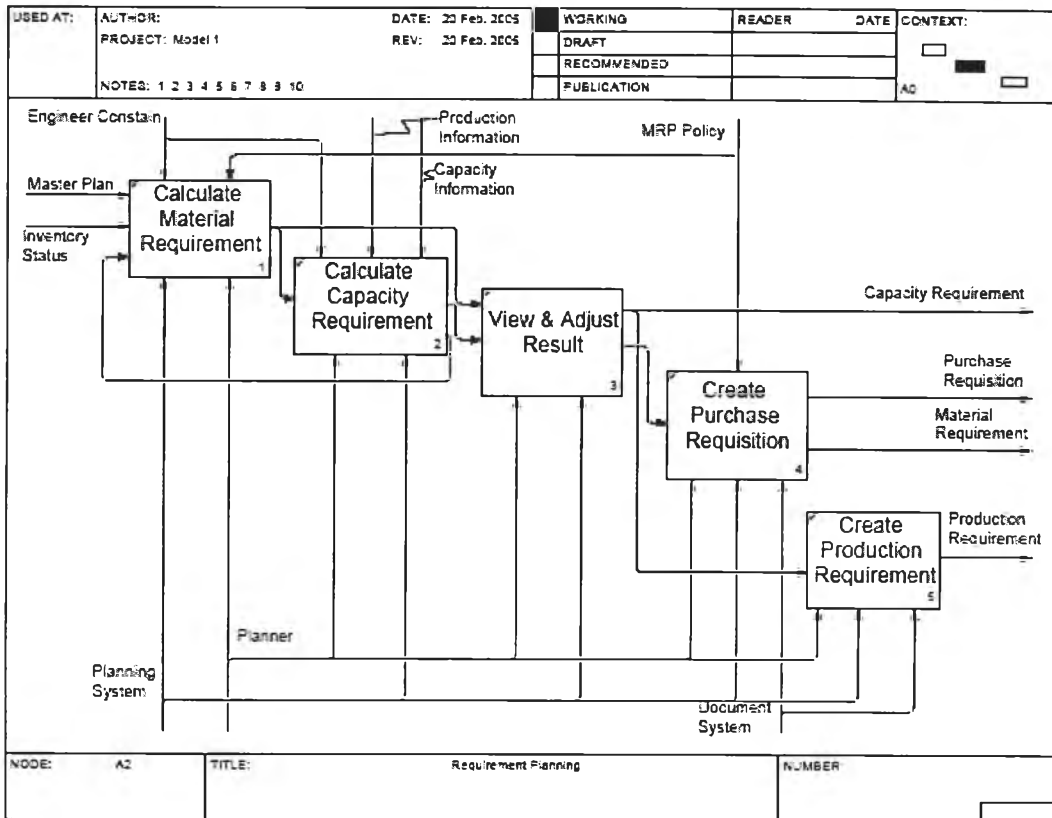 USED AT:
AUTHOR:
DATE: 20 Feb. 2005
WORKING
READER
DATE
CONTEXT:
PROJECT: Model 1
REV: 20 Feb. 2005
DRAFT
RECOMMENDED
NOTES: 1 2 3 4 5 6 7 8 9 10
PUBLICATION
A0
Engineer Constain
Production
Information
MRP Policy
Capacity
Information
Master Plan
Inventory
Status
Calculate
Material
Requirement
1
Calculate
Capacity
Requirement
2
View & Adjust
Result
3
Capacity Requirement
Create
Purchase
Requisition
4
Purchase
Requisition
Material
Requirement
Create
Production
Requirement
5
Production
Requirement
Planner
Planning
System
Document
System
NODE: A2
TITLE: Requirement Planning
NUMBER